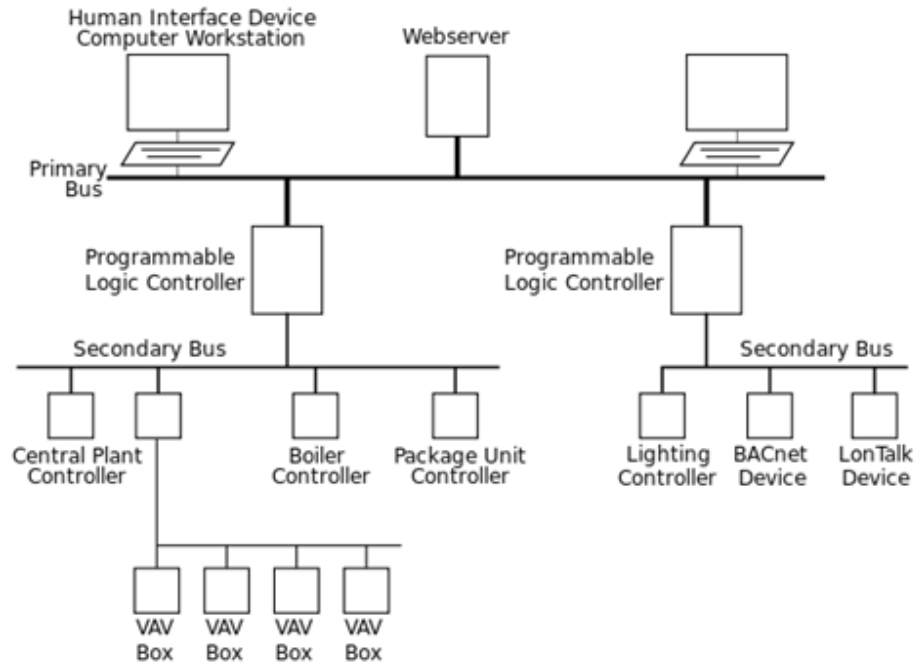 Human Interface Device
Computer Workstation
Webserver
Primary
Bus
Programmable
Logic Controller
Programmable
Logic Controller
Secondary Bus
Secondary Bus
Central Plant
Controller
Boiler
Controller
Package Unit
Controller
Lighting
Controller
BACnet
Device
LonTalk
Device
VAV
Box
VAV
Box
VAV
Box
VAV
Box